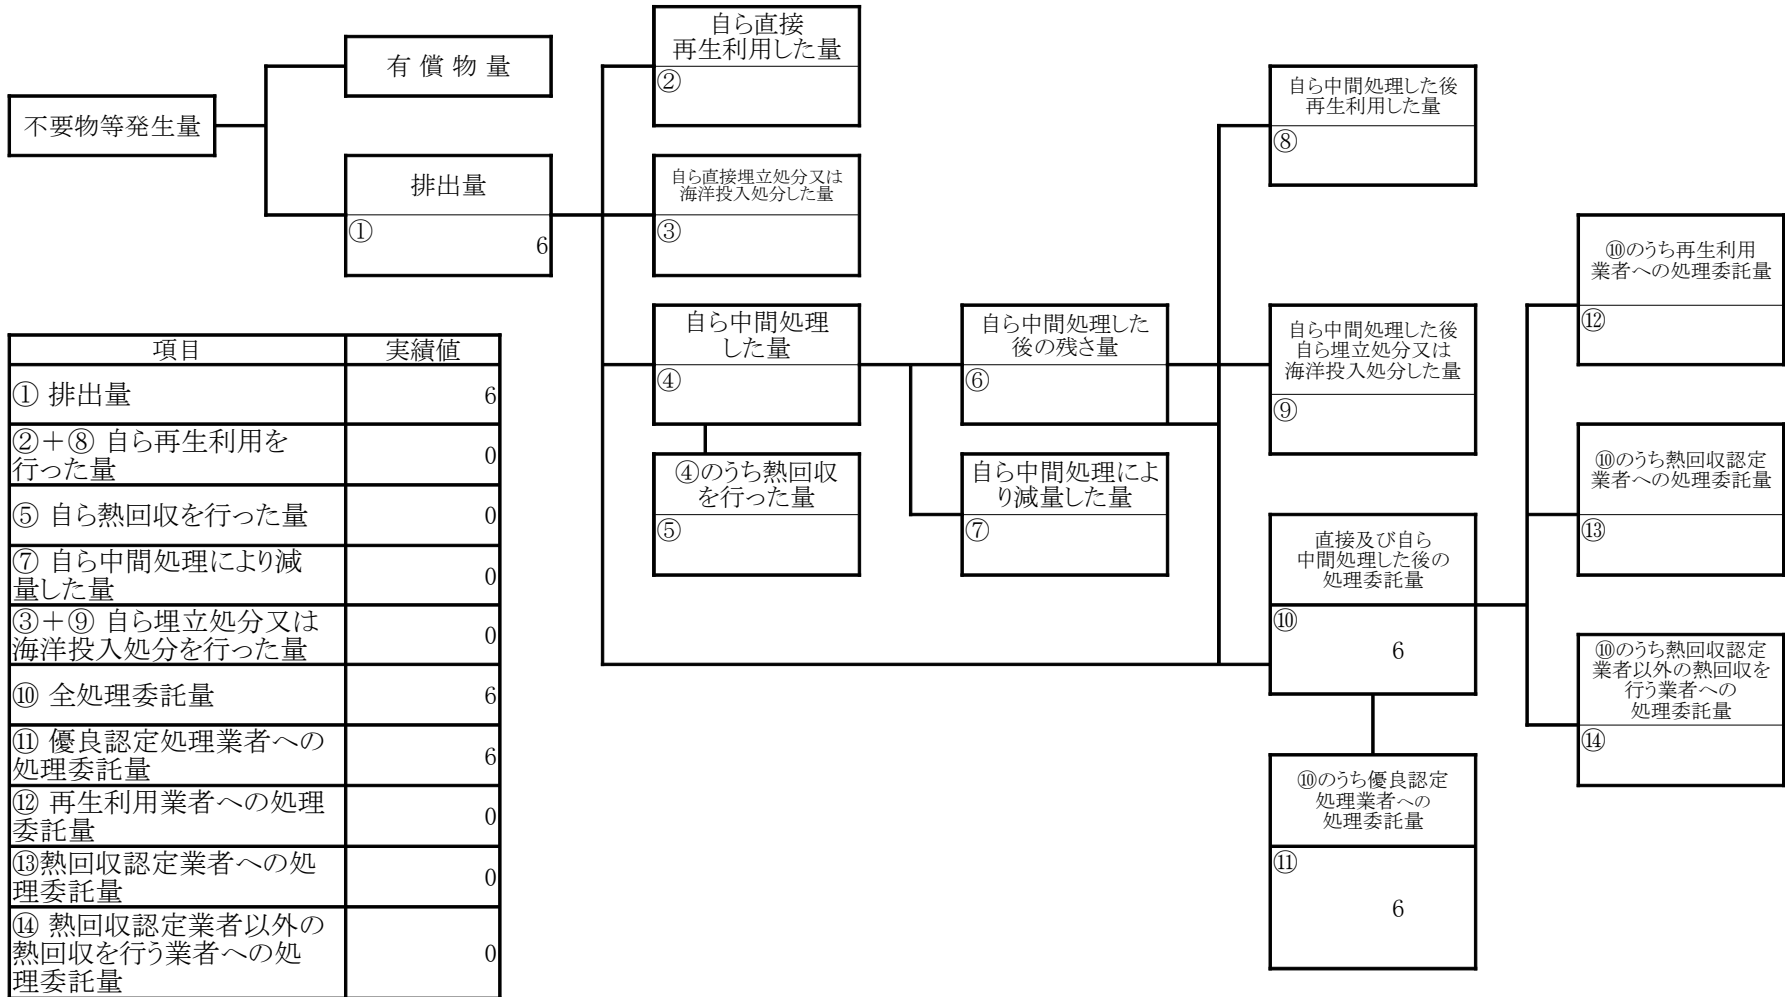 不要物等発生量
有 償 物 量
排出量
①
6
自ら直接
再生利用した量
②
自ら直接埋立処分又は
海洋投入処分した量
③
自ら中間処理
した量
④
④のうち熱回収
を行った量
⑤
自ら中間処理した
後の残さ量
⑥
自ら中間処理によ
り減量した量
⑦
自ら中間処理した後
再生利用した量
⑧
自ら中間処理した後
自ら埋立処分又は
海洋投入処分した量
⑨
直接及び自ら
中間処理した後の
処理委託量
⑩
6
⑩のうち優良認定
処理業者への
処理委託量
⑪
6
⑩のうち再生利用
業者への処理委託量
⑫
⑩のうち熱回収認定
業者への処理委託量
⑬
⑩のうち熱回収認定
業者以外の熱回収を
行う業者への
処理委託量
⑭
項目 実績値
① 排出量 6
②＋⑧ 自ら再生利用を
行った量 0
⑤ 自ら熱回収を行った量 0
⑦ 自ら中間処理により減
量した量 0
③＋⑨ 自ら埋立処分又は
海洋投入処分を行った量 0
⑩ 全処理委託量 6
⑪ 優良認定処理業者への
処理委託量 6
⑫ 再生利用業者への処理
委託量 0
⑬熱回収認定業者への処
理委託量 0
⑭ 熱回収認定業者以外の
熱回収を行う業者への処
理委託量 0